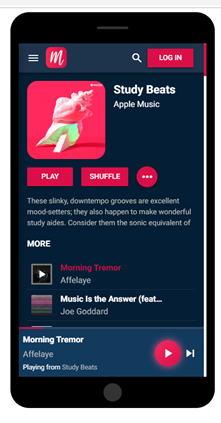 m
LOG IN
Study Beats
Apple Music
PLAY
SHUFFLE
These slinky, downtempo grooves are excellent
mood-setters; they also happen to make wonderful
study aides. Consider them the sonic equivalent of
MORE
Morning Tremor
Affelaye
Music Is the Answer (feat...
Joe Goddard
Morning Tremor
Affelaye
Playing from Study Beats